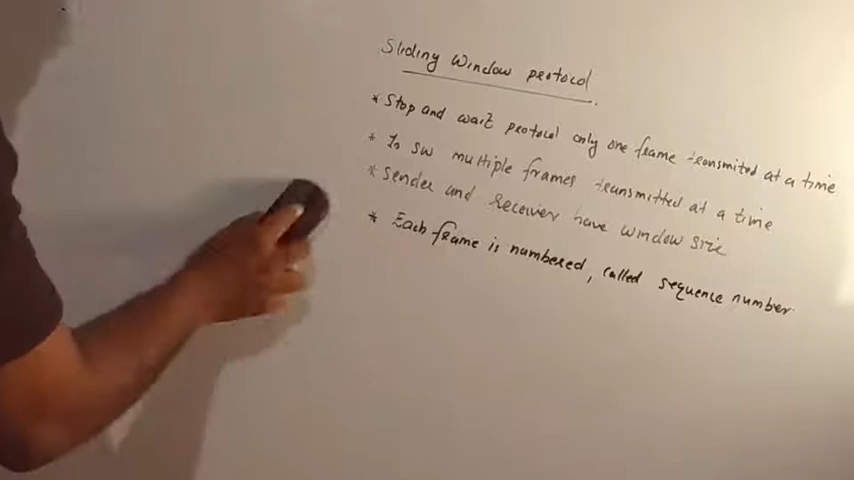 Sliding Window protocol
* Stop and wait protocol only one frame transmited at a time
* In SW multiple frames transmitted at a time
* Sender and Receiver have window size
* Each frame is numbered, called sequence number.